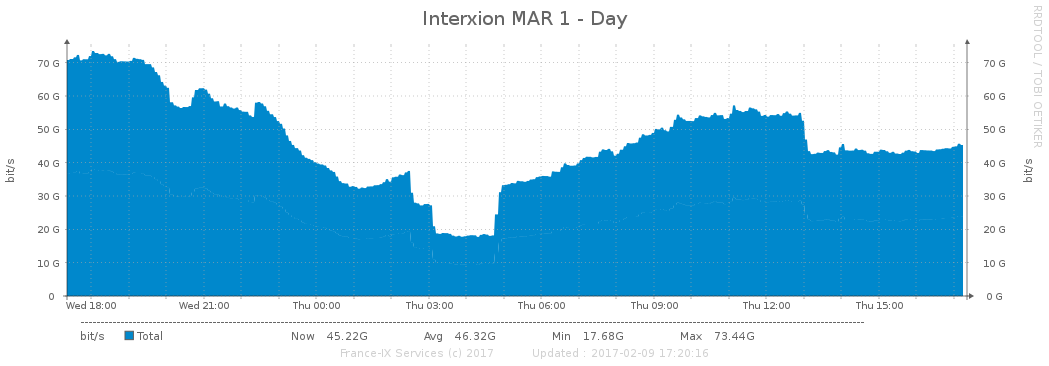 Interxion MAR 1 - Day
RRDTOOL / TOBI OETIKER
bit/s
70 G 70 G
60 G 60 G
50 G 50 G
40 G 40 G
30 G 30 G
20 G 20 G
10 G 10 G
0 0 G
bit/s
Wed 18:00 Wed 21:00 Thu 00:00 Thu 03:00 Thu 06:00 Thu 09:00 Thu 12:00 Thu 15:00
bit/s Total Now 45.22G Avg 46.32G Min 17.68G Max 73.44G
France-IX Services (c) 2017 Updated : 2017-02-09 17:20:16